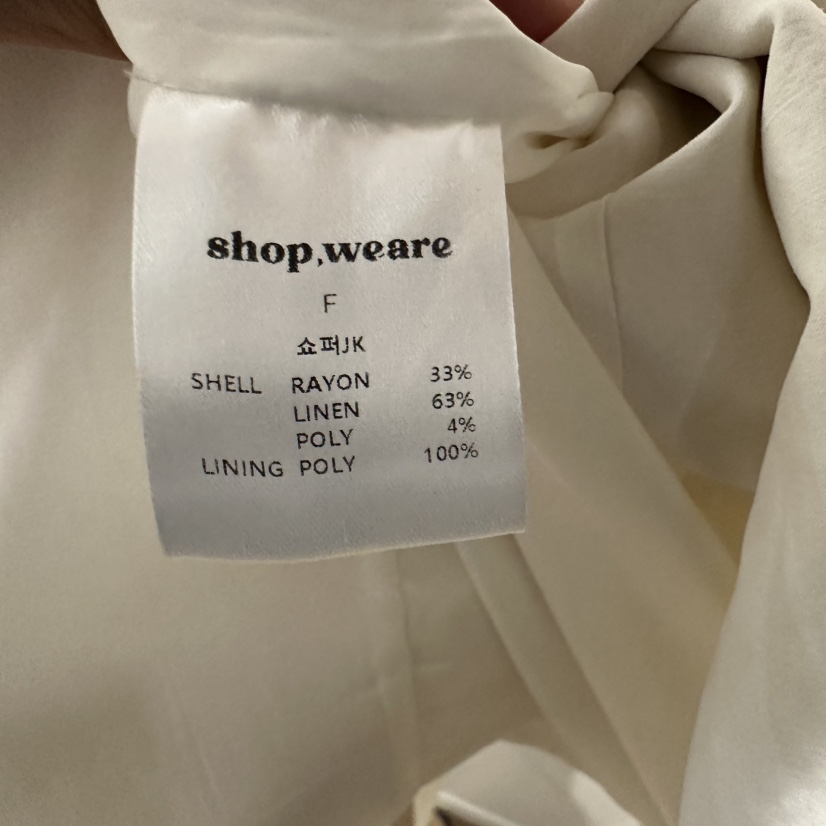 shop,weare
F
쇼퍼JK
SHELL RAYON 33%
LINEN 63%
POLY 4%
LINING POLY 100%